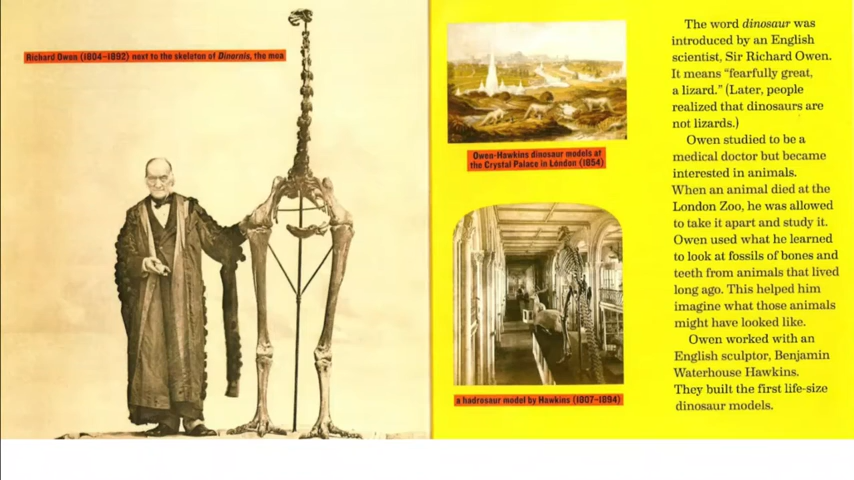 Richard Owen (1804–1892) next to the skeleton of Dinornis, the moa
Owen-Hawkins dinosaur models at
the Crystal Palace in London (1854)
a hadrosaur model by Hawkins (1807–1894)
The word dinosaur was
introduced by an English
scientist, Sir Richard Owen.
It means “fearfully great,
a lizard.” (Later, people
realized that dinosaurs are
not lizards.)
Owen studied to be a
medical doctor but became
interested in animals.
When an animal died at the
London Zoo, he was allowed
to take it apart and study it.
Owen used what he learned
to look at fossils of bones and
teeth from animals that lived
long ago. This helped him
imagine what those animals
might have looked like.
Owen worked with an
English sculptor, Benjamin
Waterhouse Hawkins.
They built the first life-size
dinosaur models.